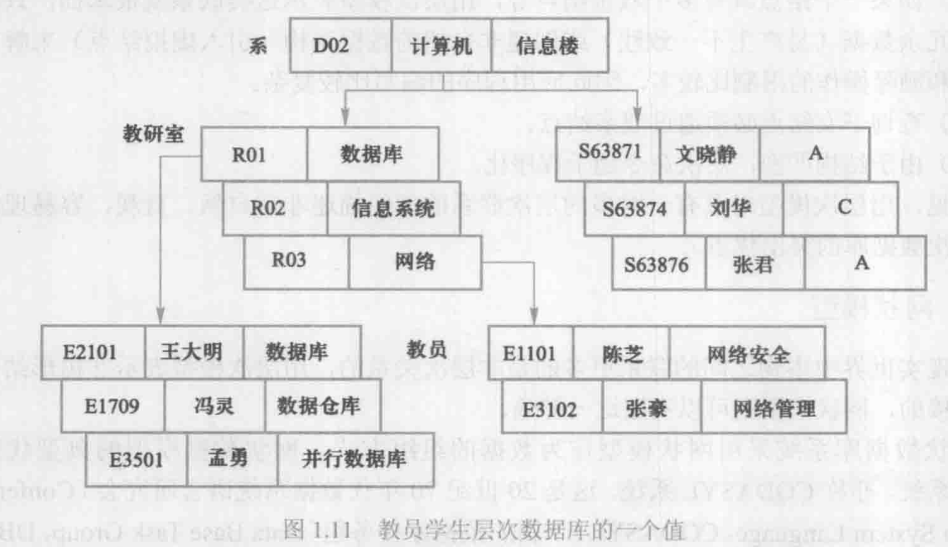 系 D02 计算机 信息楼
教研室 R01 数据库 S63871 文晓静 A
R02 信息系统 S63874 刘华 C
R03 网络 S63876 张君 A
E2101 王大明 数据库 教员 E1101 陈芝 网络安全
E1709 冯灵 数据仓库 E3102 张豪 网络管理
E3501 孟勇 并行数据库
图 1.11 教员学生层次数据库的一个值